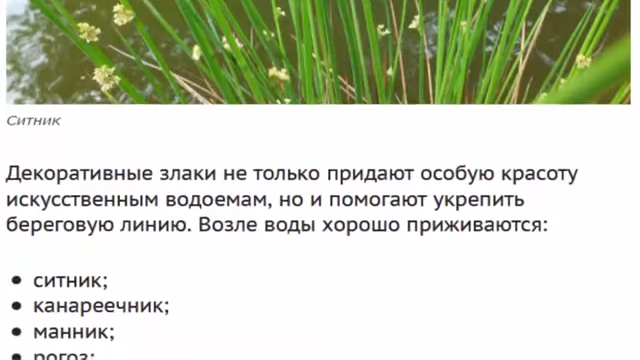 Ситник
Декоративные злаки не только придают особую красоту
искусственным водоемам, но и помогают укрепить
береговую линию. Возле воды хорошо приживаются:
● ситник;
● канареечник;
● манник;
● рогоз;